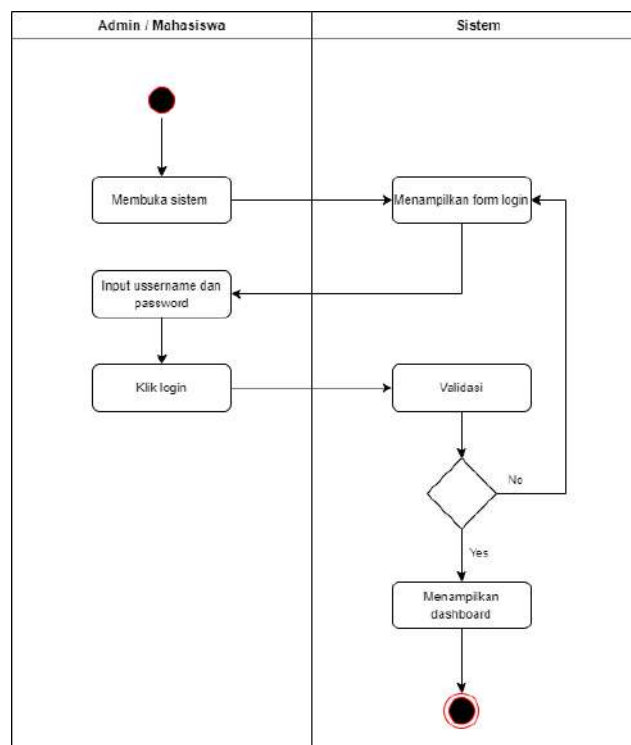 Admin / Mahasiswa
Sistem
Membuka sistem
Menampilkan form login
Input ussername dan
password
Klik login
Validasi
No
Yes
Menampilkan
dashboard